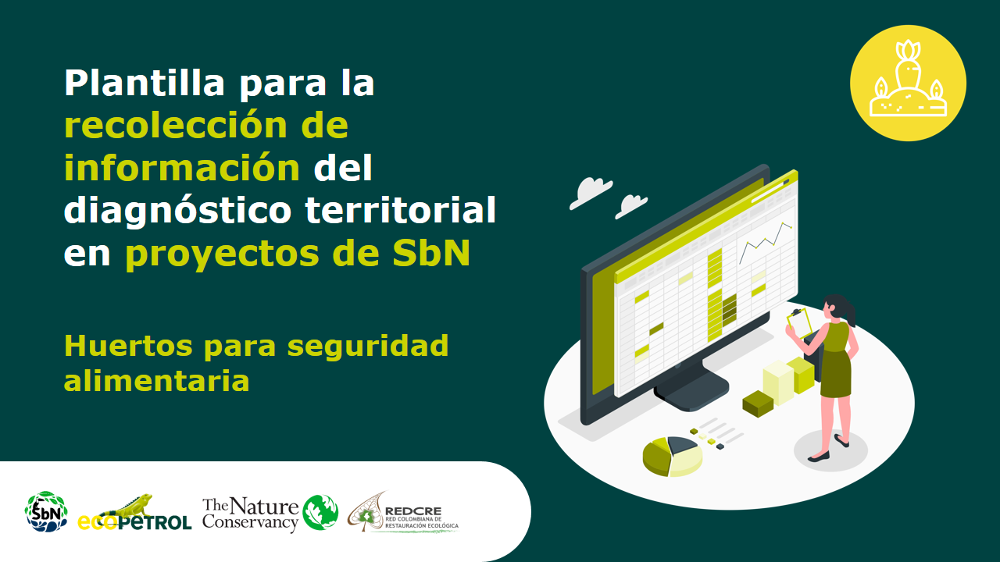 Plantilla para la
recolección de
información del
diagnóstico territorial
en proyectos de SbN
Huertos para seguridad
alimentaria
SbN
ecoPETROL
The Nature
Conservancy
REDCRE
RED COLOMBIANA DE
RESTAURACIÓN ECOLÓGICA